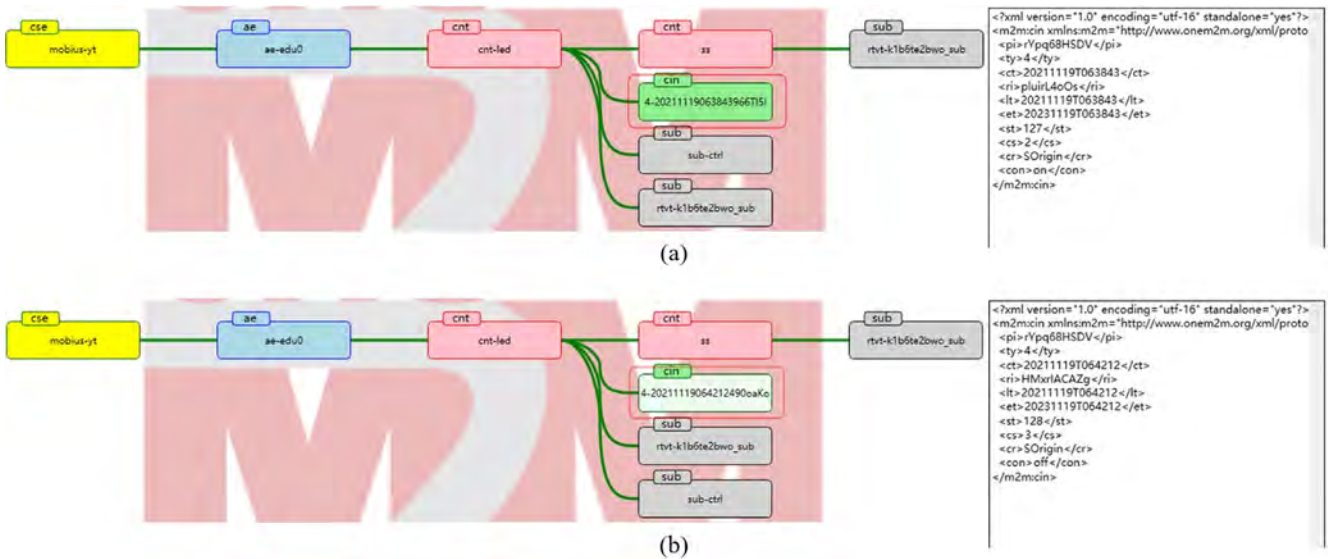 cse
mobius-yt
ae
ae-edu0
cnt
cnt-led
cnt
ss
sub
rtvt-k1b6te2bwo_sub
cin
4-20211119063843966TI5I
sub
sub-ctrl
sub
rtvt-k1b6te2bwo_sub
<?xml version="1.0" encoding="utf-16" standalone="yes"?>
<m2m:cin xmlns:m2m="http://www.onem2m.org/xml/proto
<pi>rYpq68HSDV</pi>
<ty>4</ty>
<ct>20211119T063843</ct>
<ri>pluirL4oOs</ri>
<lt>20211119T063843</lt>
<et>20231119T063843</et>
<st>127</st>
<cs>2</cs>
<cr>SOrigin</cr>
<con>on</con>
</m2m:cin>
(a)
cse
mobius-yt
ae
ae-edu0
cnt
cnt-led
cnt
ss
sub
rtvt-k1b6te2bwo_sub
cin
4-20211119064212490oaKo
sub
rtvt-k1b6te2bwo_sub
sub
sub-ctrl
<?xml version="1.0" encoding="utf-16" standalone="yes"?>
<m2m:cin xmlns:m2m="http://www.onem2m.org/xml/proto
<pi>rYpq68HSDV</pi>
<ty>4</ty>
<ct>20211119T064212</ct>
<ri>HMxrlACAZg</ri>
<lt>20211119T064212</lt>
<et>20231119T064212</et>
<st>128</st>
<cs>3</cs>
<cr>SOrigin</cr>
<con>off</con>
</m2m:cin>
(b)